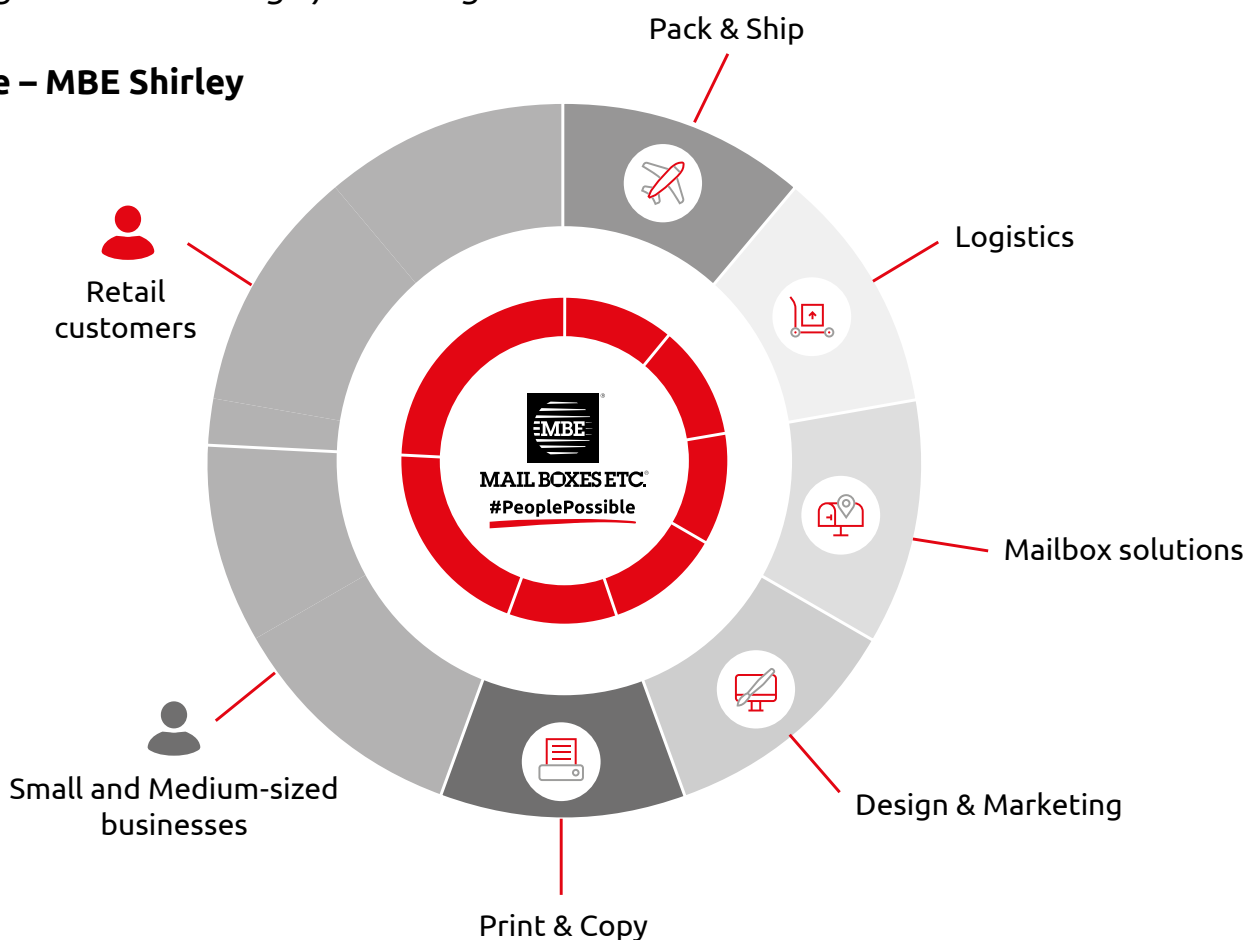 Pack & Ship
e – MBE Shirley
Logistics
Retail
customers
MBE
MAIL BOXES ETC.®
#PeoplePossible
Mailbox solutions
Small and Medium-sized
businesses
Design & Marketing
Print & Copy